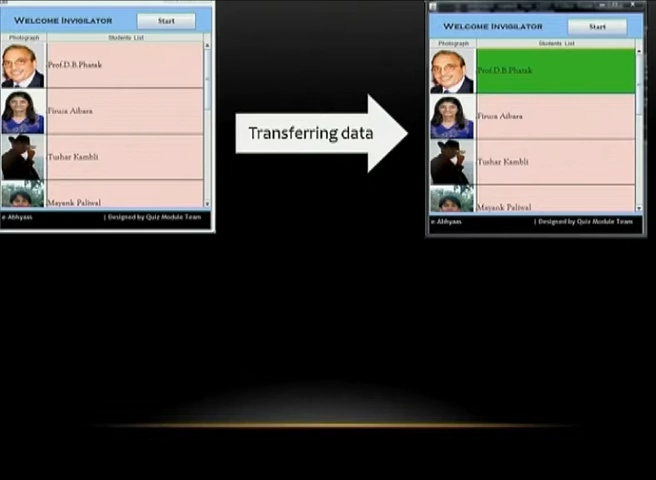 WELCOME INVIGILATOR
Start
Photograph
Students List
Prof.D.B.Phatak
Firuza Aibara
Tushar Kambli
Mayank Paliwal
e-Abhyaas
| Designed by Quiz Module Team
Transferring data
WELCOME INVIGILATOR
Start
Photograph
Students List
Prof.D.B.Phatak
Firuza Aibara
Tushar Kambli
Mayank Paliwal
e-Abhyaas
| Designed by Quiz Module Team